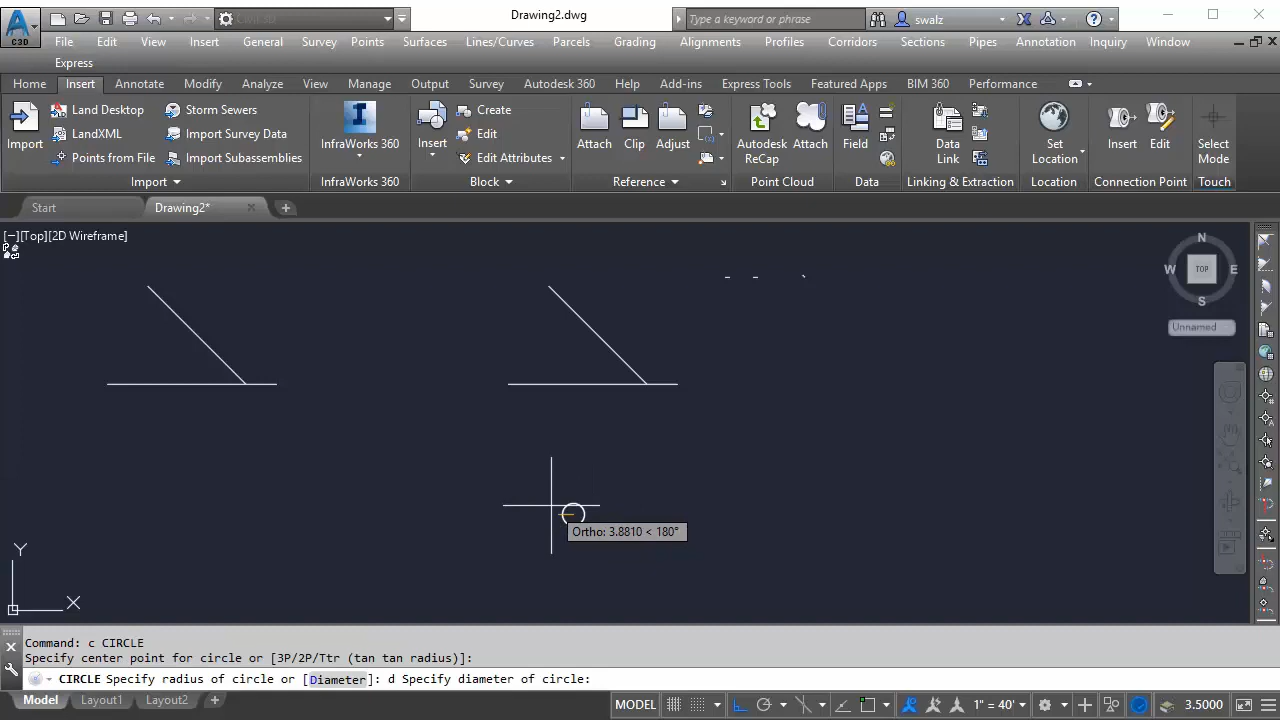 A C3D Civil3D Drawing2.dwg Type a keyword or phrase swalz
File Edit View Insert General Survey Points Surfaces Lines/Curves Parcels Grading Alignments Profiles Corridors Sections Pipes Annotation Inquiry Window
Express
Home Insert Annotate Modify Analyze View Manage Output Survey Autodesk 360 Help Add-ins Express Tools Featured Apps BIM 360 Performance
Land Desktop Storm Sewers Create
LandXML Import Survey Data Edit
Import InfraWorks 360 Insert Attach Clip Adjust Autodesk ReCap Attach Field Data Link Set Location Insert Edit Select Mode
Points from File Import Subassemblies Edit Attributes
Import InfraWorks 360 Block Reference Point Cloud Data Linking & Extraction Location Connection Point Touch
Start Drawing2*
[−][Top][2D Wireframe]
N
W TOP E
S
Unnamed
Ortho: 3.8810 < 180°
Y
X
Command: c CIRCLE
Specify center point for circle or [3P/2P/Ttr (tan tan radius)]:
CIRCLE Specify radius of circle or [Diameter]: d Specify diameter of circle:
Model Layout1 Layout2 MODEL 1" = 40' 3.5000